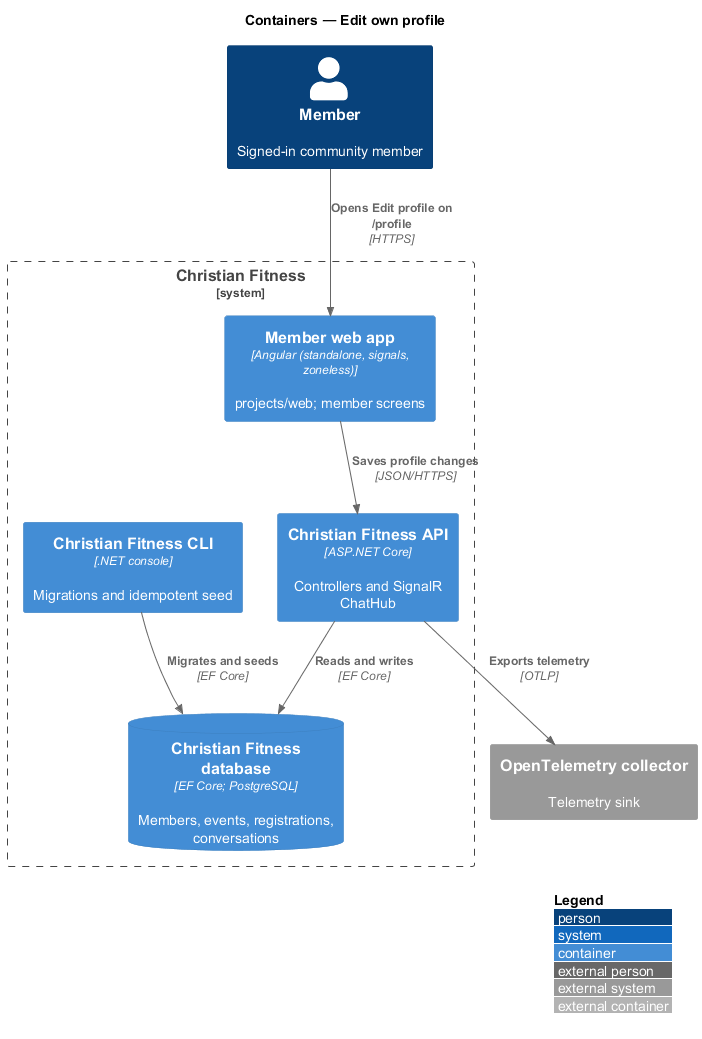 Containers — Edit own profile
Member
Signed-in community member
Opens Edit profile on
/profile
[HTTPS]
Christian Fitness
[system]
Member web app
[Angular (standalone, signals,
zoneless)]
projects/web; member screens
Saves profile changes
[JSON/HTTPS]
Christian Fitness CLI
[.NET console]
Migrations and idempotent seed
Christian Fitness API
[ASP.NET Core]
Controllers and SignalR
ChatHub
Migrates and seeds
[EF Core]
Reads and writes
[EF Core]
Exports telemetry
[OTLP]
Christian Fitness
database
[EF Core; PostgreSQL]
Members, events, registrations,
conversations
OpenTelemetry collector
Telemetry sink
Legend
person
system
container
external person
external system
external container